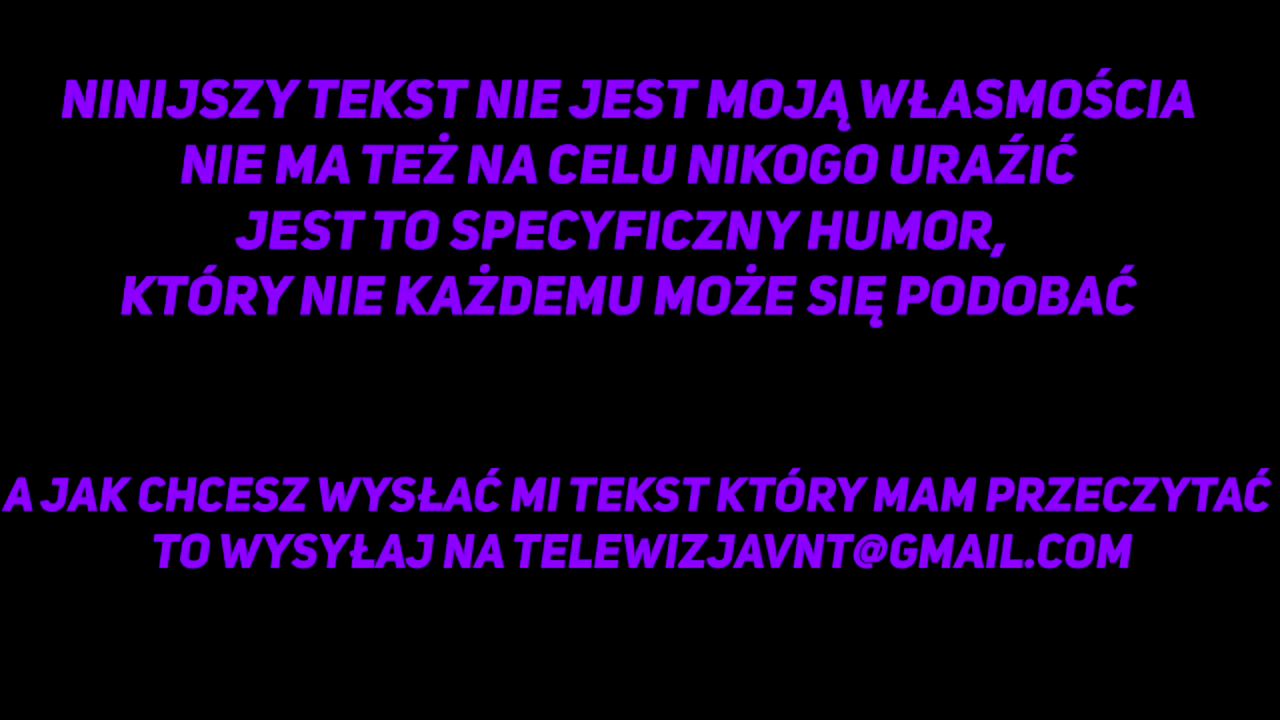 NINIJSZY TEKST NIE JEST MOJĄ WŁASMOŚCIA
NIE MA TEŻ NA CELU NIKOGO URAŹIĆ
JEST TO SPECYFICZNY HUMOR,
KTÓRY NIE KAŻDEMU MOŻE SIĘ PODOBAĆ
A JAK CHCESZ WYSŁAĆ MI TEKST KTÓRY MAM PRZECZYTAĆ
TO WYSYŁAJ NA TELEWIZJAVNT@GMAIL.COM